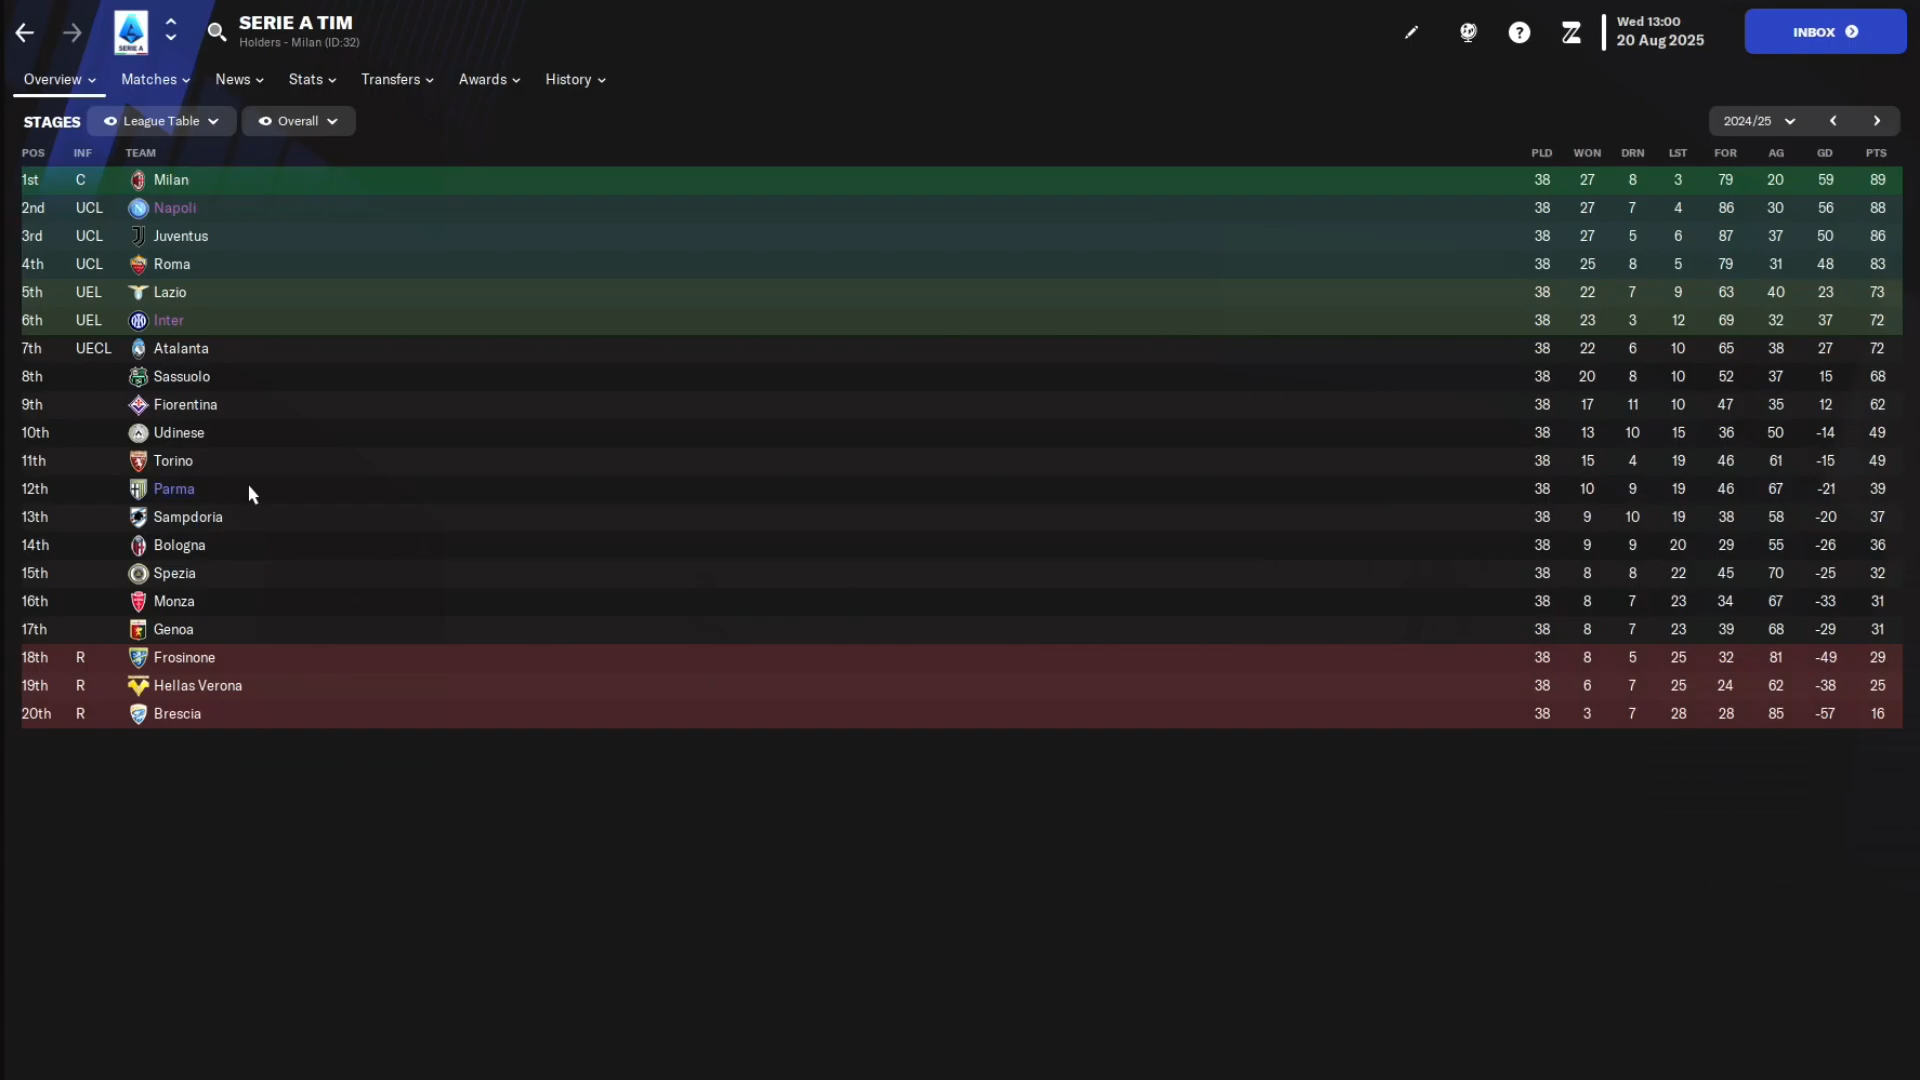 SERIE A TIM
Holders - Milan (ID:32)
SERIE A
Wed 13:00
20 Aug 2025
INBOX
Overview Matches News Stats Transfers Awards History
STAGES League Table Overall 2024/25
POS INF TEAM PLD WON DRN LST FOR AG GD PTS
1st C Milan 38 27 8 3 79 20 59 89
2nd UCL Napoli 38 27 7 4 86 30 56 88
3rd UCL Juventus 38 27 5 6 87 37 50 86
4th UCL Roma 38 25 8 5 79 31 48 83
5th UEL Lazio 38 22 7 9 63 40 23 73
6th UEL Inter 38 23 3 12 69 32 37 72
7th UECL Atalanta 38 22 6 10 65 38 27 72
8th Sassuolo 38 20 8 10 52 37 15 68
9th Fiorentina 38 17 11 10 47 35 12 62
10th Udinese 38 13 10 15 36 50 -14 49
11th Torino 38 15 4 19 46 61 -15 49
12th Parma 38 10 9 19 46 67 -21 39
13th Sampdoria 38 9 10 19 38 58 -20 37
14th Bologna 38 9 9 20 29 55 -26 36
15th Spezia 38 8 8 22 45 70 -25 32
16th Monza 38 8 7 23 34 67 -33 31
17th Genoa 38 8 7 23 39 68 -29 31
18th R Frosinone 38 8 5 25 32 81 -49 29
19th R Hellas Verona 38 6 7 25 24 62 -38 25
20th R Brescia 38 3 7 28 28 85 -57 16